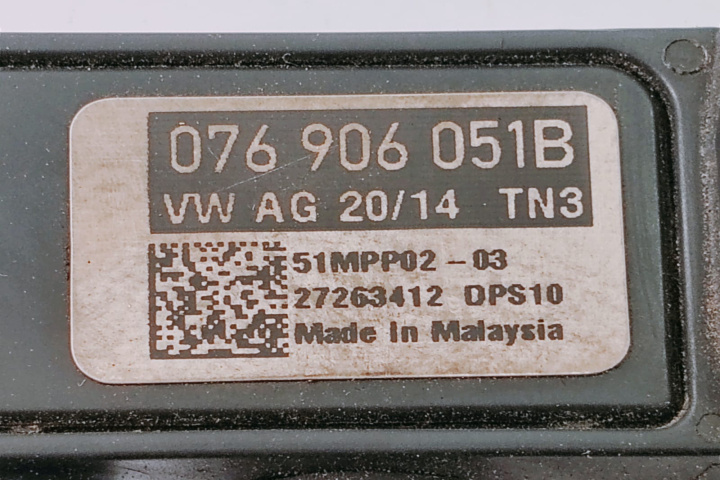 076 906 051B
VW AG 20/14 TN3
51MPP02-03
27263412 DPS10
Made In Malaysia